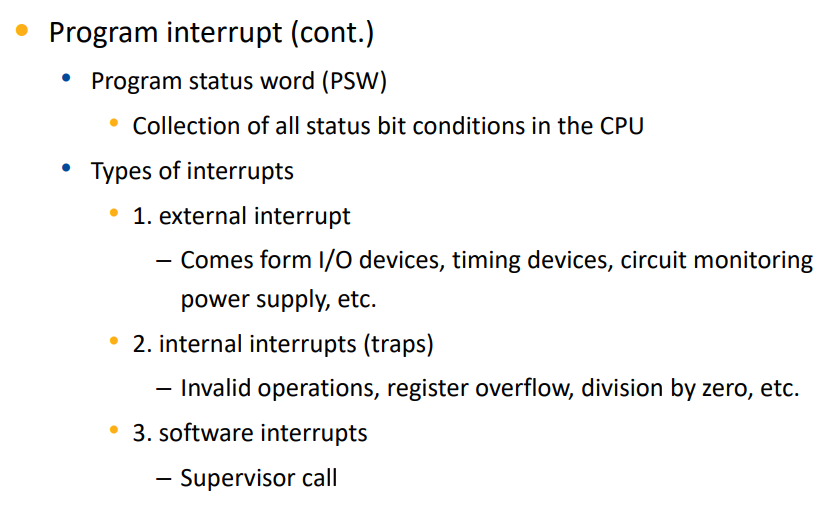 • Program interrupt (cont.)
• Program status word (PSW)
• Collection of all status bit conditions in the CPU
• Types of interrupts
• 1. external interrupt
– Comes form I/O devices, timing devices, circuit monitoring
power supply, etc.
• 2. internal interrupts (traps)
– Invalid operations, register overflow, division by zero, etc.
• 3. software interrupts
– Supervisor call